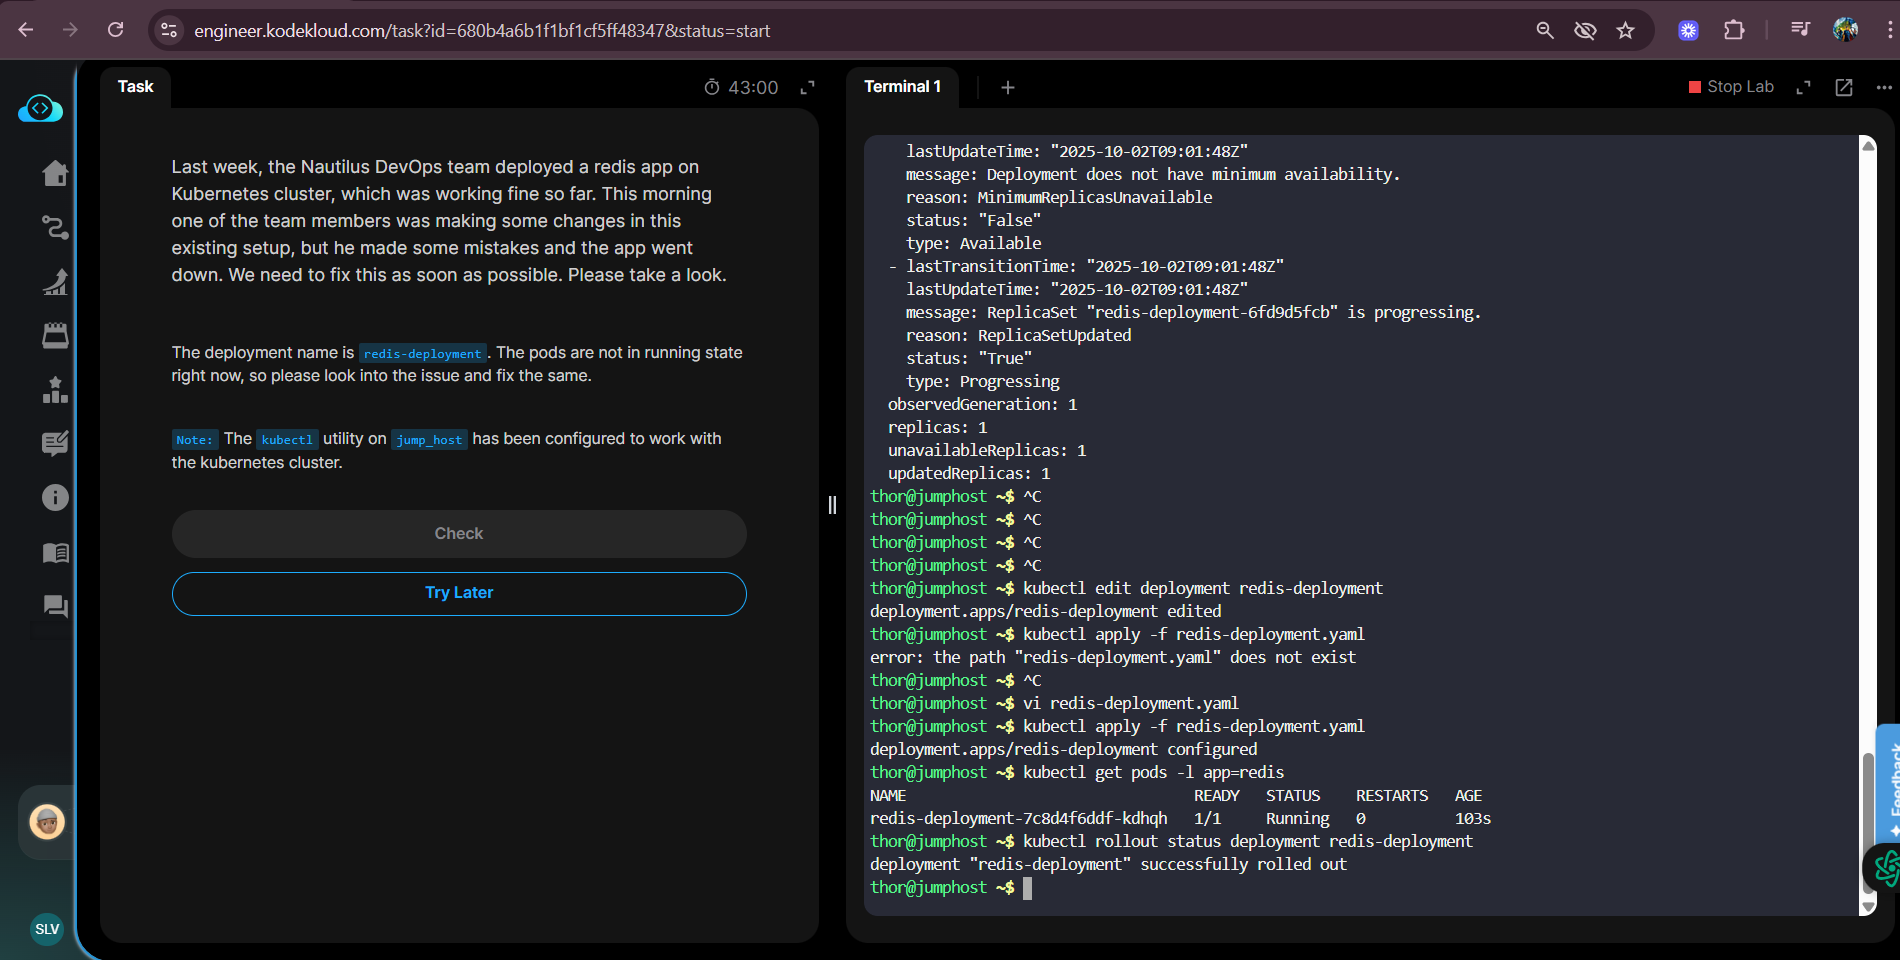 engineer.kodekloud.com/task?id=680b4a6b1f1bf1cf5ff48347&status=start
Task
43:00
Last week, the Nautilus DevOps team deployed a redis app on
Kubernetes cluster, which was working fine so far. This morning
one of the team members was making some changes in this
existing setup, but he made some mistakes and the app went
down. We need to fix this as soon as possible. Please take a look.
The deployment name is redis-deployment. The pods are not in running state
right now, so please look into the issue and fix the same.
Note: The kubectl utility on jump_host has been configured to work with
the kubernetes cluster.
Check
Try Later
SLV
Terminal 1
+
Stop Lab
lastUpdateTime: "2025-10-02T09:01:48Z"
message: Deployment does not have minimum availability.
reason: MinimumReplicasUnavailable
status: "False"
type: Available
- lastTransitionTime: "2025-10-02T09:01:48Z"
lastUpdateTime: "2025-10-02T09:01:48Z"
message: ReplicaSet "redis-deployment-6fd9d5fcb" is progressing.
reason: ReplicaSetUpdated
status: "True"
type: Progressing
observedGeneration: 1
replicas: 1
unavailableReplicas: 1
updatedReplicas: 1
thor@jumphost ~$ ^C
thor@jumphost ~$ ^C
thor@jumphost ~$ ^C
thor@jumphost ~$ ^C
thor@jumphost ~$ kubectl edit deployment redis-deployment
deployment.apps/redis-deployment edited
thor@jumphost ~$ kubectl apply -f redis-deployment.yaml
error: the path "redis-deployment.yaml" does not exist
thor@jumphost ~$ ^C
thor@jumphost ~$ vi redis-deployment.yaml
thor@jumphost ~$ kubectl apply -f redis-deployment.yaml
deployment.apps/redis-deployment configured
thor@jumphost ~$ kubectl get pods -l app=redis
NAME READY STATUS RESTARTS AGE
redis-deployment-7c8d4f6ddf-kdhqh 1/1 Running 0 103s
thor@jumphost ~$ kubectl rollout status deployment redis-deployment
deployment "redis-deployment" successfully rolled out
thor@jumphost ~$
Feedback